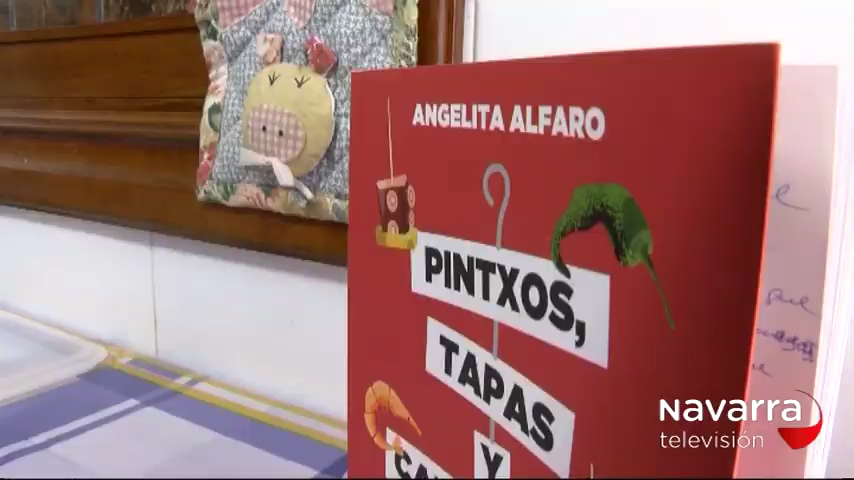 ANGELITA ALFARO
PINTXOS,
TAPAS
Y
NAVARRA
televisión